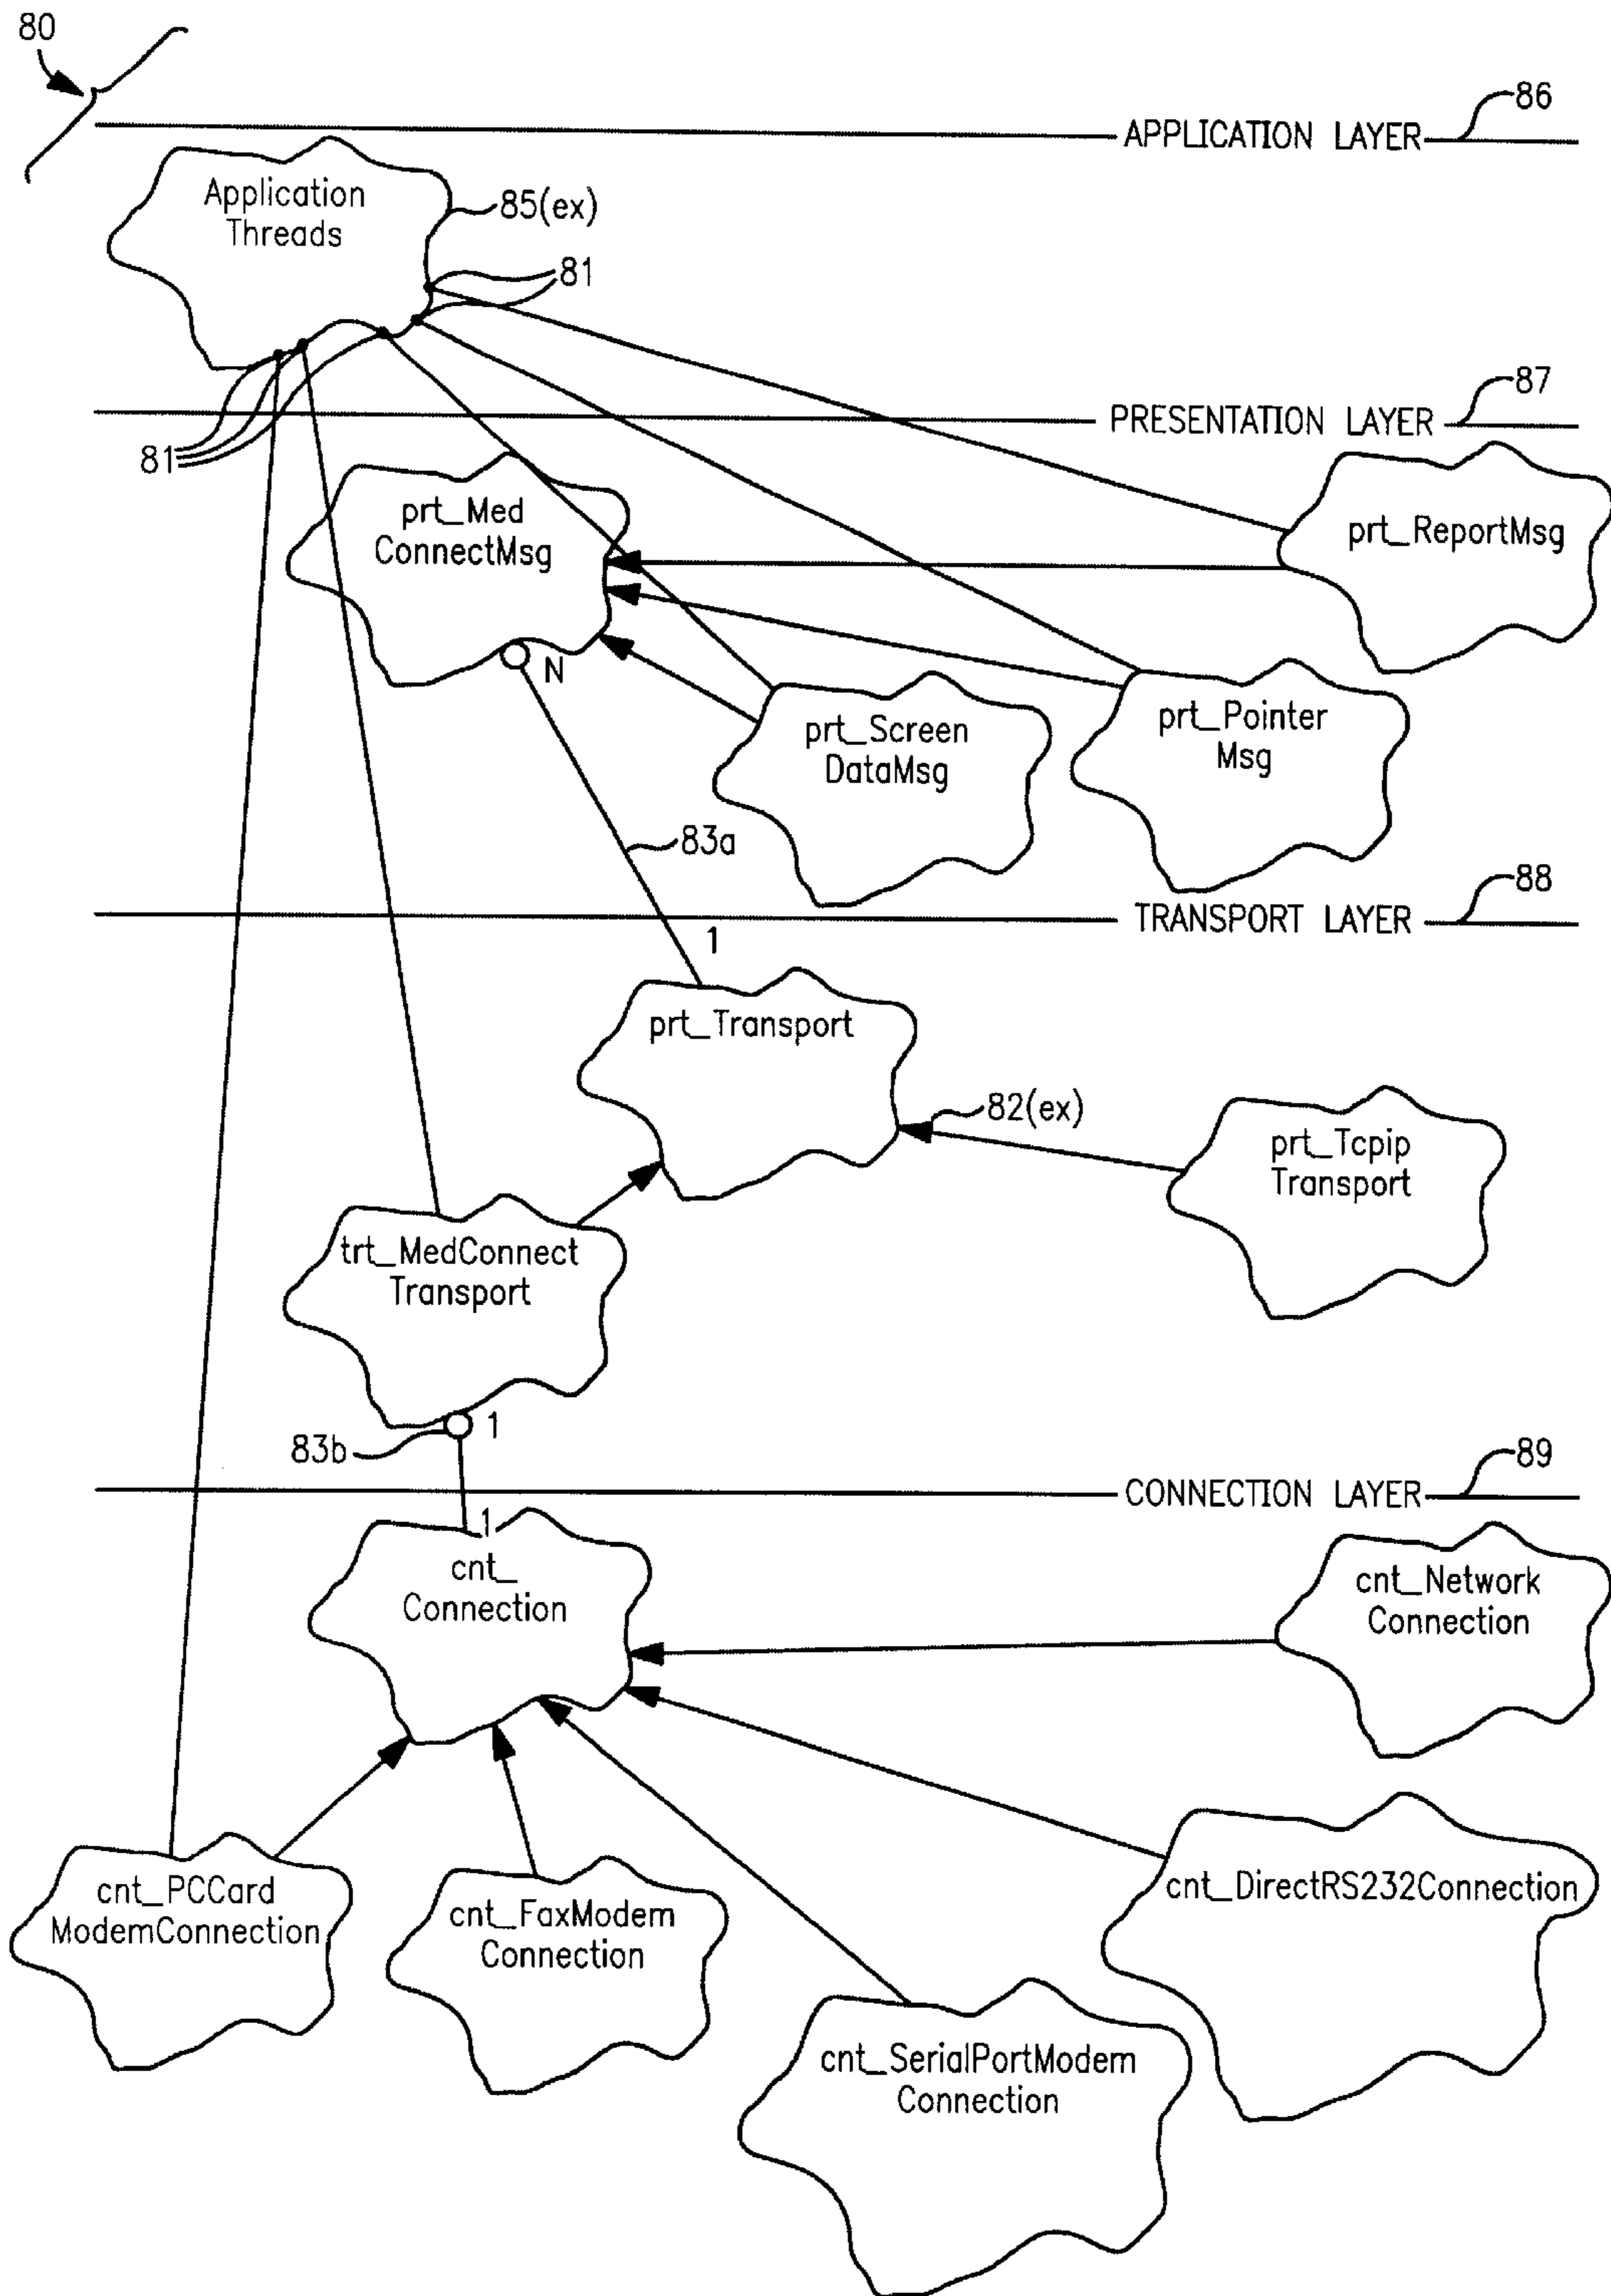 80
86
APPLICATION LAYER
Application
Threads
85(ex)
81
87
PRESENTATION LAYER
81
prt_Med
ConnectMsg
prt_ReportMsg
N
prt_Screen
DataMsg
prt_Pointer
Msg
83a
88
TRANSPORT LAYER
1
prt_Transport
82(ex)
prt_Tcpip
Transport
trt_MedConnect
Transport
1
83b
89
CONNECTION LAYER
1
cnt_
Connection
cnt_Network
Connection
cnt_PCCard
ModemConnection
cnt_FaxModem
Connection
cnt_DirectRS232Connection
cnt_SerialPortModem
Connection